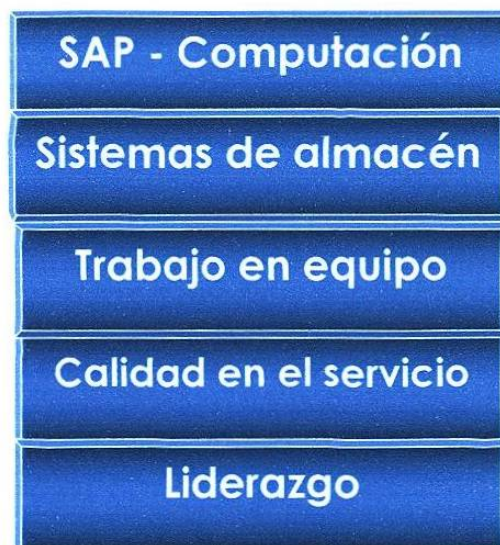 SAP - Computación
Sistemas de almacén
Trabajo en equipo
Calidad en el servicio
Liderazgo